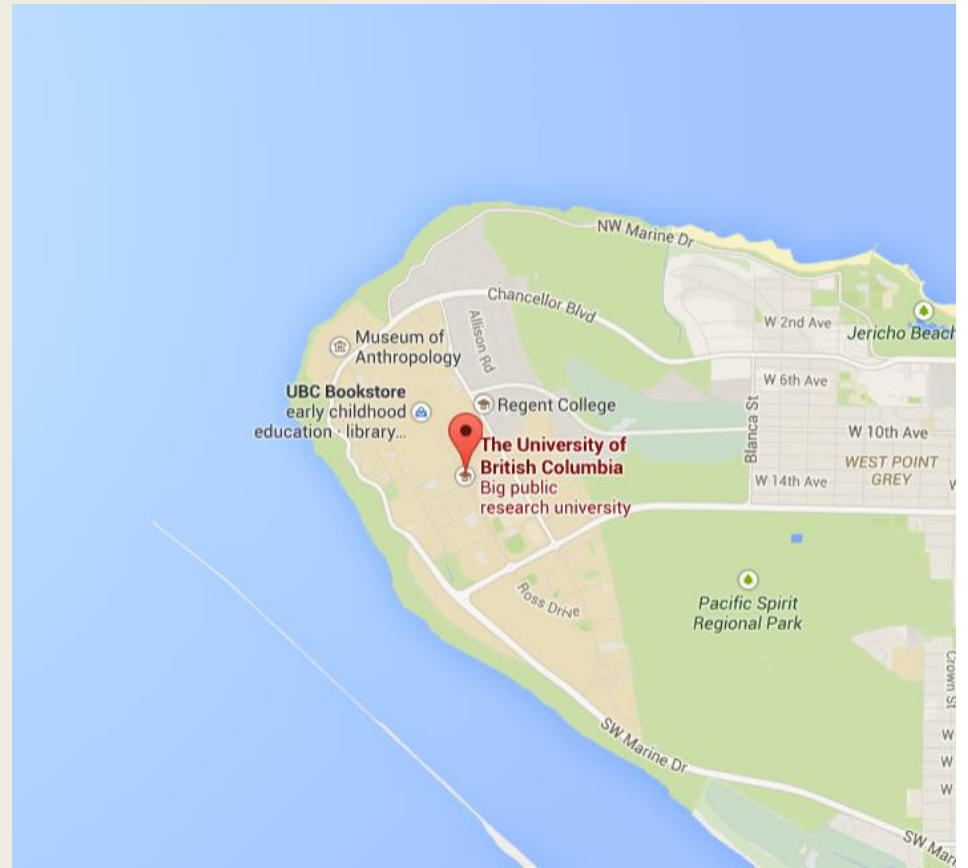 NW Marine Dr
Chancellor Blvd
Allison Rd
W 2nd Ave
Jericho Beach
Museum of
Anthropology
W 6th Ave
UBC Bookstore
early childhood
education · library...
Regent College
Blanca St
W 10th Ave
The University of
British Columbia
Big public
research university
WEST POINT
GREY
W 14th Ave
W
Ross Drive
Pacific Spirit
Regional Park
Crown St
SW Marine Dr
W
W
W
SW Mar